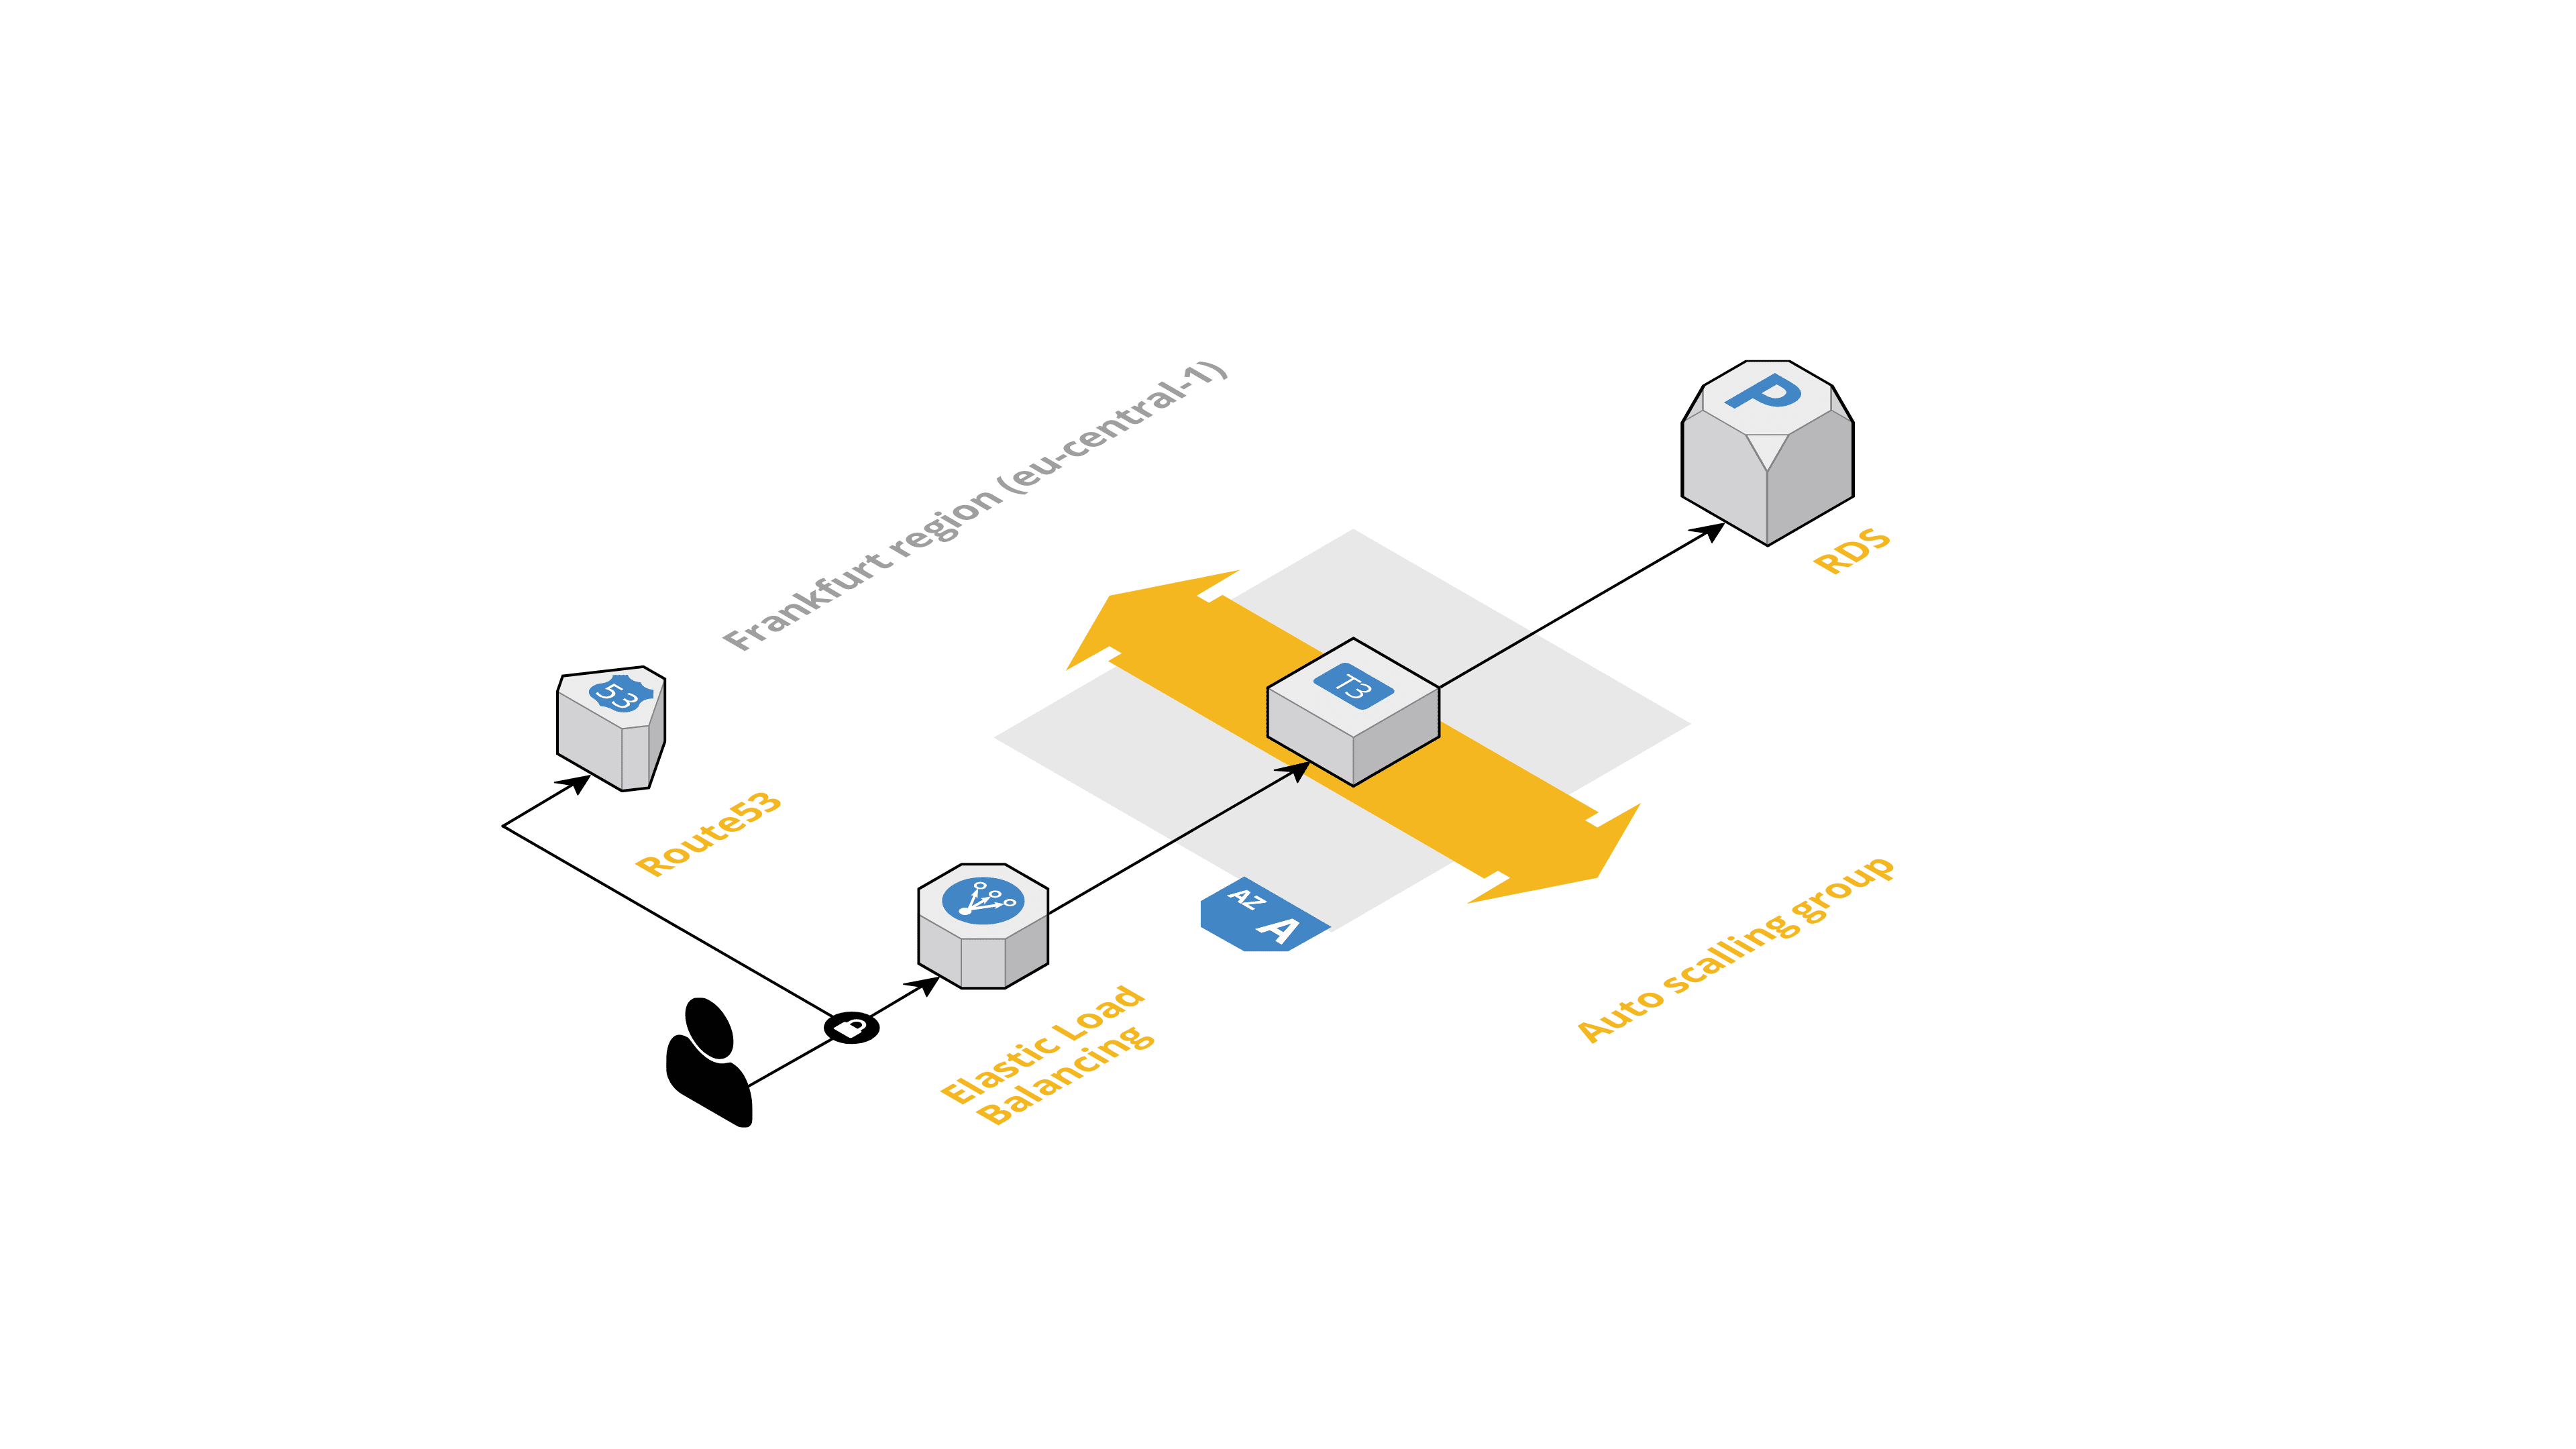 Frankfurt region (eu-central-1)
P
RDS
T3
53
Route53
AZ
A
Auto scalling group
Elastic Load
Balancing